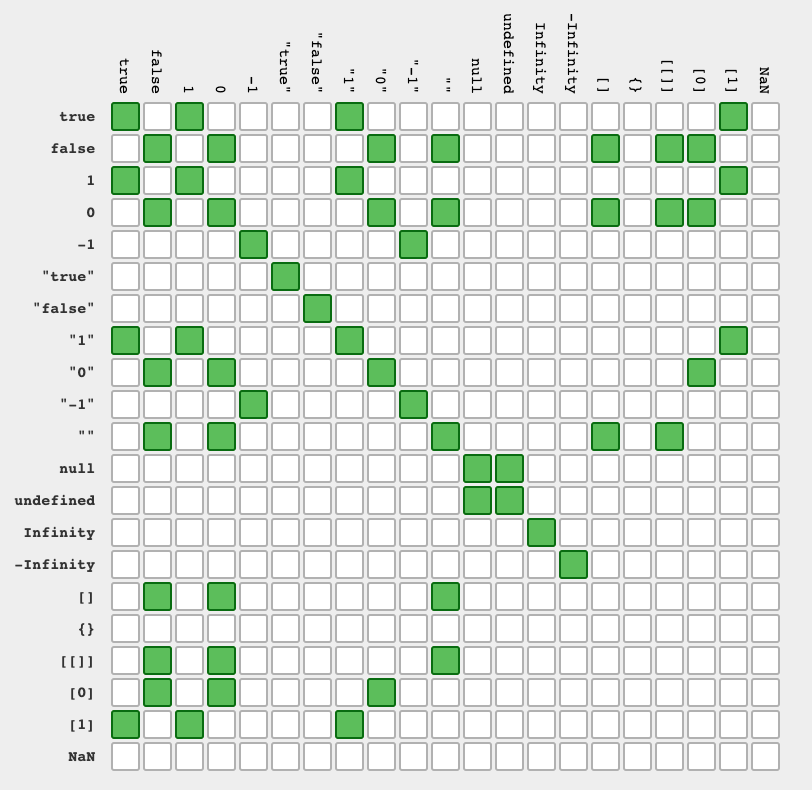 true
false
1
0
-1
"true"
"false"
"1"
"0"
"-1"
""
null
undefined
Infinity
-Infinity
[]
{}
[[]]
[0]
[1]
NaN
true
false
1
0
-1
"true"
"false"
"1"
"0"
"-1"
""
null
undefined
Infinity
-Infinity
[]
{}
[[]]
[0]
[1]
NaN